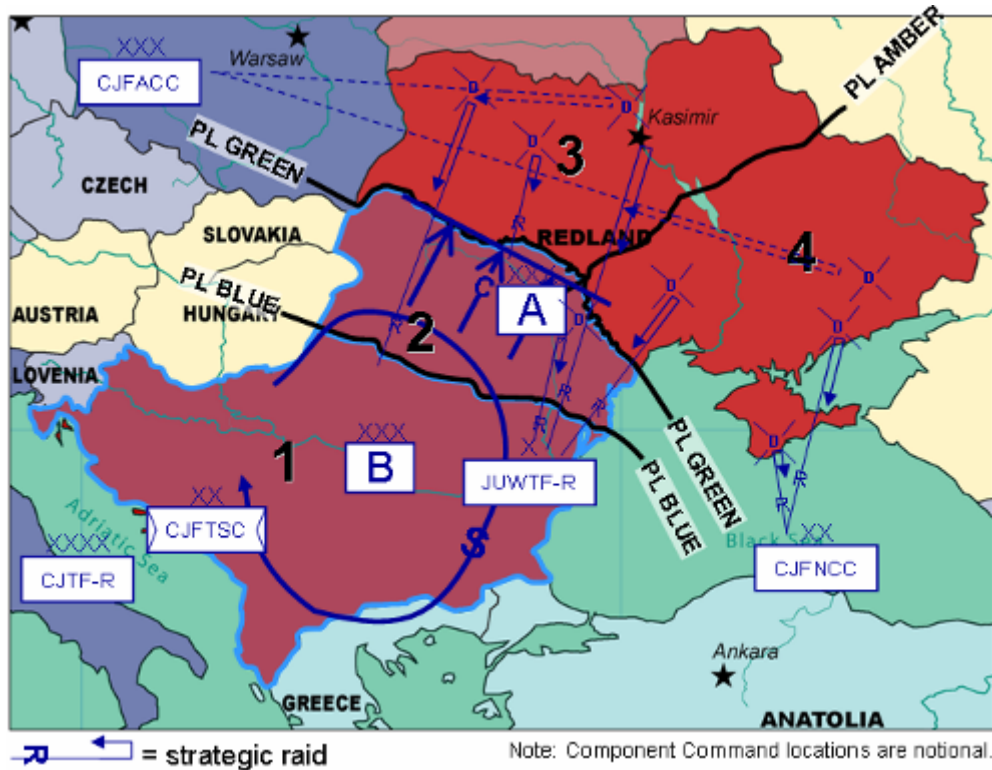 XXX
CJFACC
Warsaw
PL AMBER
D
D
Kasimir
D
3
PL GREEN
CZECH
SLOVAKIA
R
REDLAND
4
PL BLUE
XXX
A
C
D
D
D
D
AUSTRIA
HUNGARY
2
R
LOVENIA
R
R
R
1
XXX
B
X
JUWTF-R
D
PL GREEN
PL BLUE
R
R
XX
CJFTSC
Adriatic Sea
XXXX
CJTF-R
S
Black Sea
XX
CJFNCC
Ankara
GREECE
ANATOLIA
R = strategic raid
Note: Component Command locations are notional.